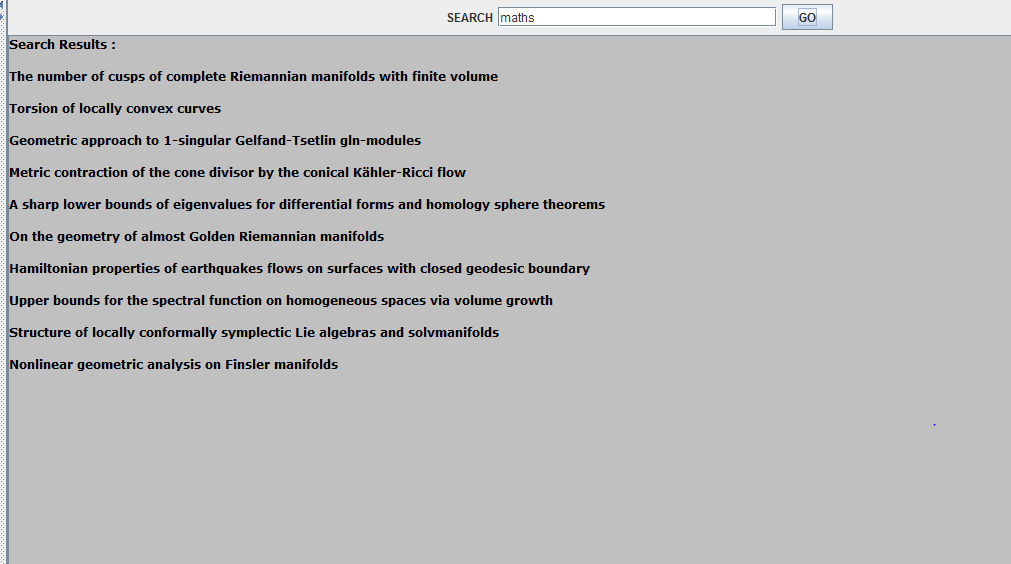 SEARCH maths GO
Search Results :
The number of cusps of complete Riemannian manifolds with finite volume
Torsion of locally convex curves
Geometric approach to 1-singular Gelfand-Tsetlin gln-modules
Metric contraction of the cone divisor by the conical Kähler-Ricci flow
A sharp lower bounds of eigenvalues for differential forms and homology sphere theorems
On the geometry of almost Golden Riemannian manifolds
Hamiltonian properties of earthquakes flows on surfaces with closed geodesic boundary
Upper bounds for the spectral function on homogeneous spaces via volume growth
Structure of locally conformally symplectic Lie algebras and solvmanifolds
Nonlinear geometric analysis on Finsler manifolds